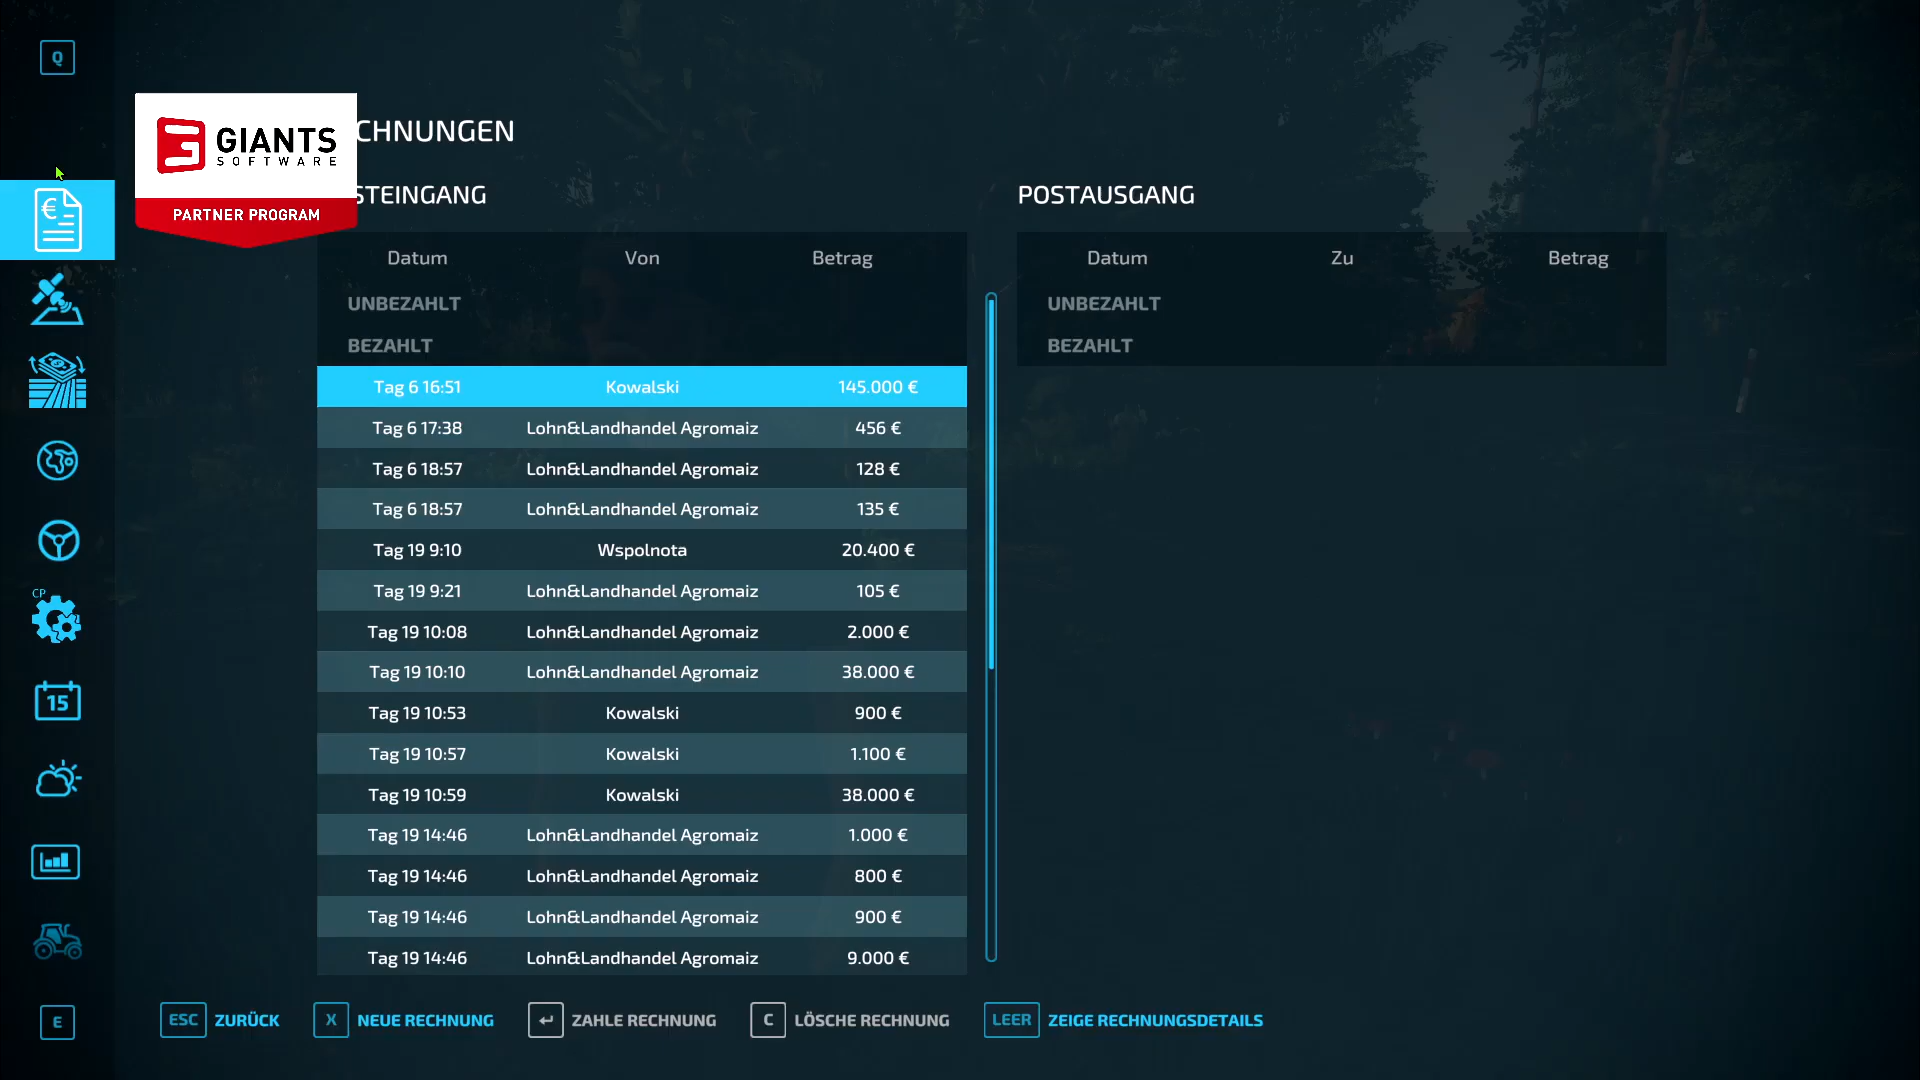 Q
GIANTS
SOFTWARE
PARTNER PROGRAM
CHNUNGEN
STEINGANG
Datum Von Betrag
UNBEZAHLT
BEZAHLT
Tag 6 16:51 Kowalski 145.000 €
Tag 6 17:38 Lohn&Landhandel Agromaiz 456 €
Tag 6 18:57 Lohn&Landhandel Agromaiz 128 €
Tag 6 18:57 Lohn&Landhandel Agromaiz 135 €
Tag 19 9:10 Wspolnota 20.400 €
Tag 19 9:21 Lohn&Landhandel Agromaiz 105 €
Tag 19 10:08 Lohn&Landhandel Agromaiz 2.000 €
Tag 19 10:10 Lohn&Landhandel Agromaiz 38.000 €
Tag 19 10:53 Kowalski 900 €
Tag 19 10:57 Kowalski 1.100 €
Tag 19 10:59 Kowalski 38.000 €
Tag 19 14:46 Lohn&Landhandel Agromaiz 1.000 €
Tag 19 14:46 Lohn&Landhandel Agromaiz 800 €
Tag 19 14:46 Lohn&Landhandel Agromaiz 900 €
Tag 19 14:46 Lohn&Landhandel Agromaiz 9.000 €
POSTAUSGANG
Datum Zu Betrag
UNBEZAHLT
BEZAHLT
€
CP
15
E
ESC ZURÜCK X NEUE RECHNUNG ↵ ZAHLE RECHNUNG C LÖSCHE RECHNUNG LEER ZEIGE RECHNUNGSDETAILS